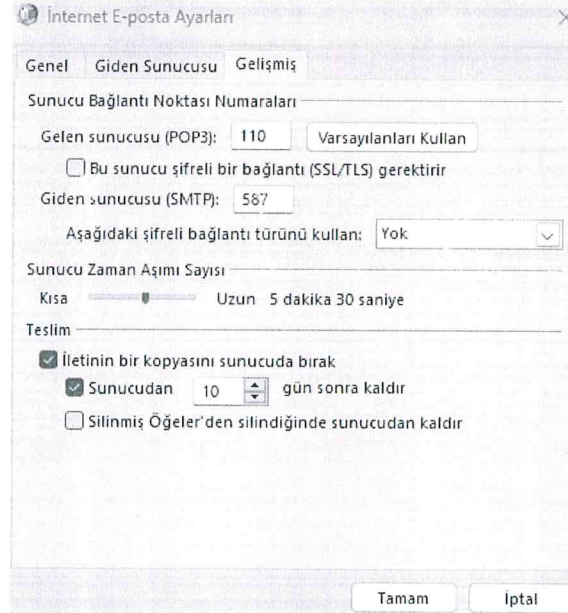 İnternet E-posta Ayarları
Genel Giden Sunucusu Gelişmiş
Sunucu Bağlantı Noktası Numaraları
Gelen sunucusu (POP3): 110 Varsayılanları Kullan
Bu sunucu şifreli bir bağlantı (SSL/TLS) gerektirir
Giden sunucusu (SMTP): 587
Aşağıdaki şifreli bağlantı türünü kullan: Yok
Sunucu Zaman Aşımı Sayısı
Kısa Uzun 5 dakika 30 saniye
Teslim
İletinin bir kopyasını sunucuda bırak
Sunucudan 10 gün sonra kaldır
Silinmiş Öğeler'den silindiğinde sunucudan kaldır
Tamam İptal